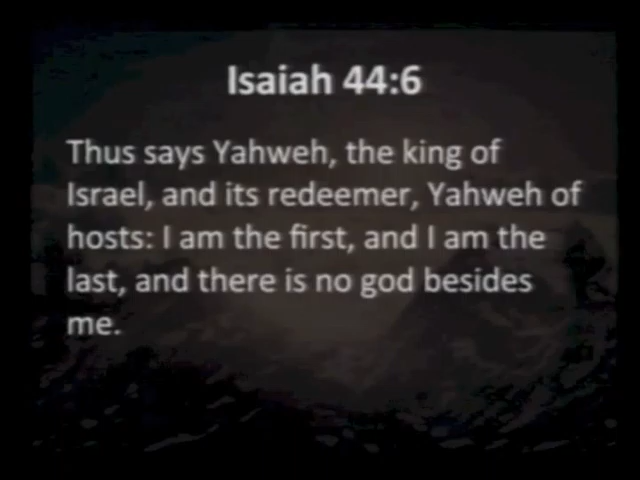 Isaiah 44:6
Thus says Yahweh, the king of
Israel, and its redeemer, Yahweh of
hosts: I am the first, and I am the
last, and there is no god besides
me.